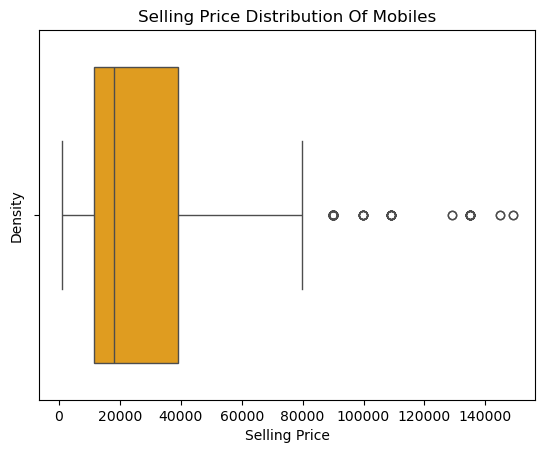 Selling Price Distribution Of Mobiles
Density
0 20000 40000 60000 80000 100000 120000 140000
Selling Price